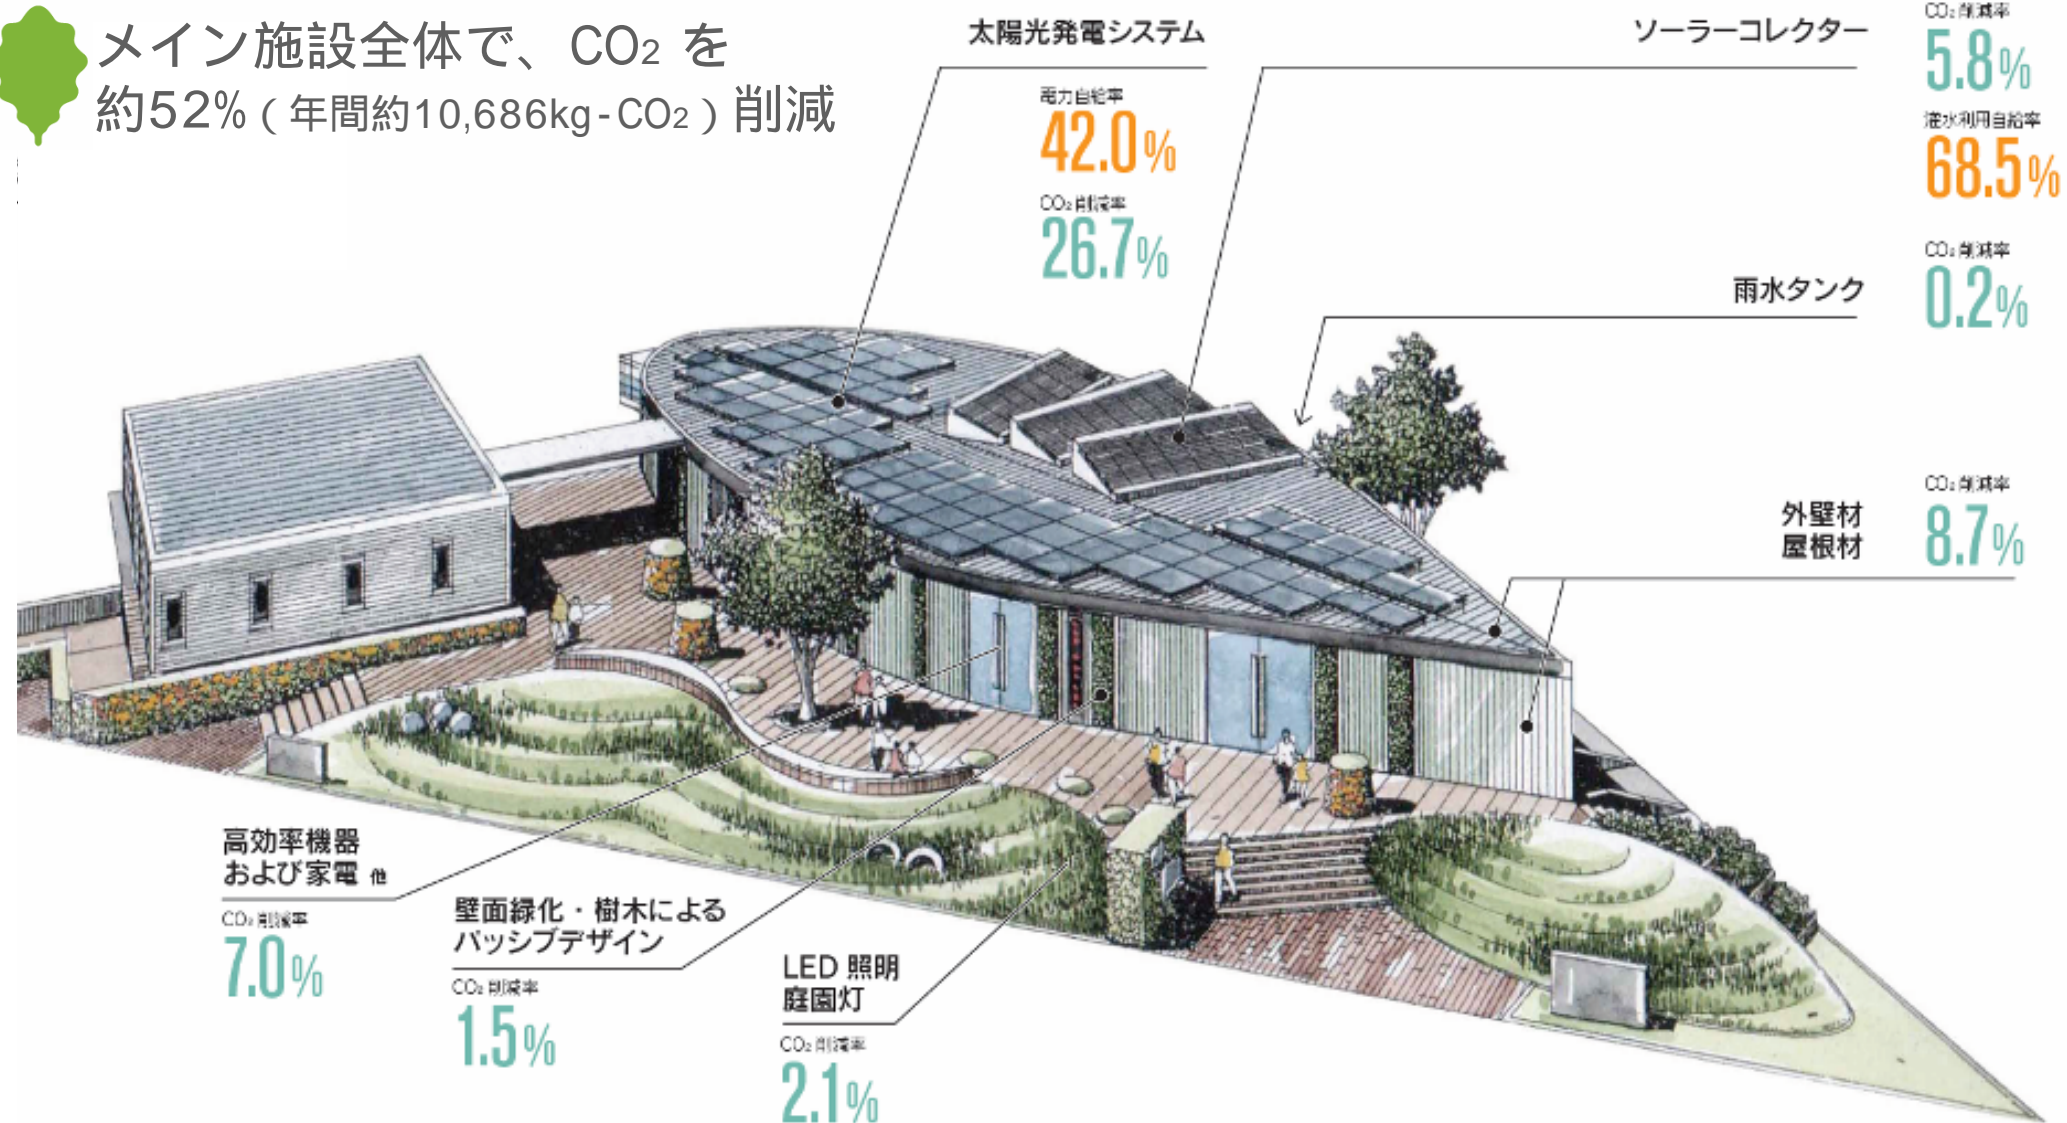 メイン施設全体で、CO₂ を
約52%（年間約10,686kg-CO₂）削減
太陽光発電システム
電力自給率
42.0%
CO₂ 削減率
26.7%
ソーラーコレクター
CO₂ 削減率
5.8%
灌水利用自給率
68.5%
雨水タンク
CO₂ 削減率
0.2%
外壁材
屋根材
CO₂ 削減率
8.7%
高効率機器
および家電 他
CO₂ 削減率
7.0%
壁面緑化・樹木による
パッシブデザイン
CO₂ 削減率
1.5%
LED 照明
庭園灯
CO₂ 削減率
2.1%